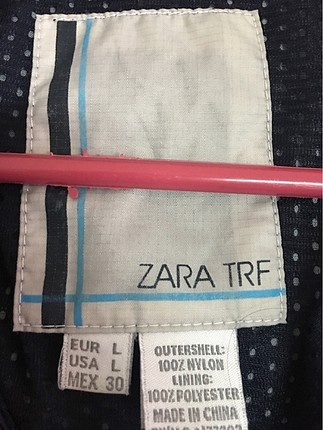 ZARA TRF
EUR L
USA L
MEX 30
OUTERSHELL:
100% NYLON
LINING:
100% POLYESTER
MADE IN CHINA